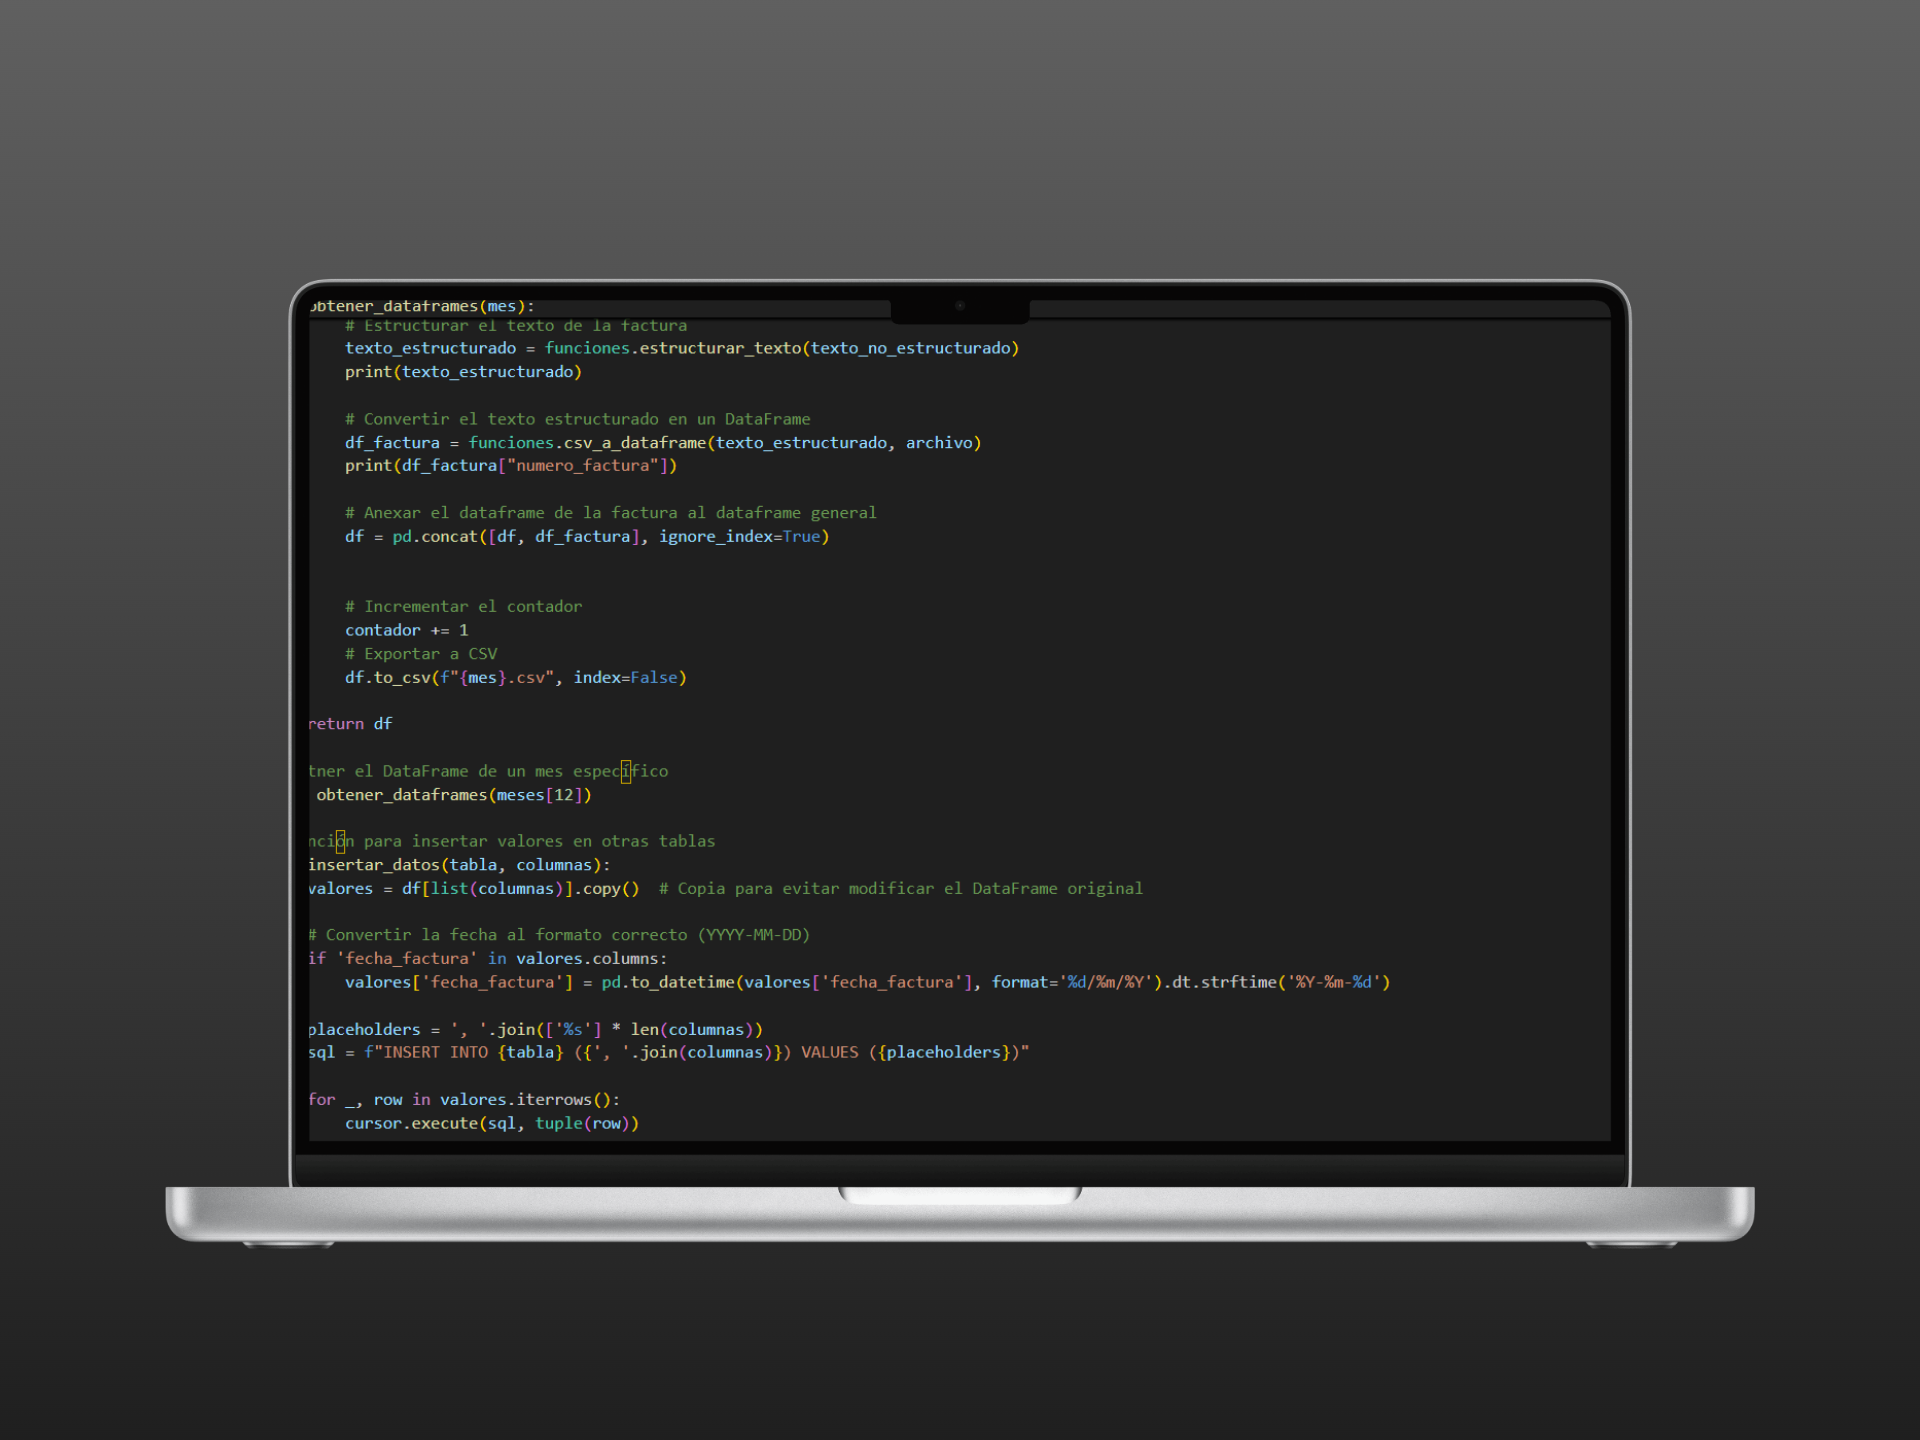 obtener_dataframes(mes):
# Estructurar el texto de la factura
texto_estructurado = funciones.estructurar_texto(texto_no_estructurado)
print(texto_estructurado)
# Convertir el texto estructurado en un DataFrame
df_factura = funciones.csv_a_dataframe(texto_estructurado, archivo)
print(df_factura["numero_factura"])
# Anexar el dataframe de la factura al dataframe general
df = pd.concat([df, df_factura], ignore_index=True)
# Incrementar el contador
contador += 1
# Exportar a CSV
df.to_csv(f"{mes}.csv", index=False)
return df
tner el DataFrame de un mes específico
obtener_dataframes(meses[12])
nción para insertar valores en otras tablas
insertar_datos(tabla, columnas):
valores = df[list(columnas)].copy()  # Copia para evitar modificar el DataFrame original
# Convertir la fecha al formato correcto (YYYY-MM-DD)
if 'fecha_factura' in valores.columns:
valores['fecha_factura'] = pd.to_datetime(valores['fecha_factura'], format='%d/%m/%Y').dt.strftime('%Y-%m-%d')
placeholders = ', '.join(['%s'] * len(columnas))
sql = f"INSERT INTO {tabla} ({', '.join(columnas)}) VALUES ({placeholders})"
for _, row in valores.iterrows():
cursor.execute(sql, tuple(row))